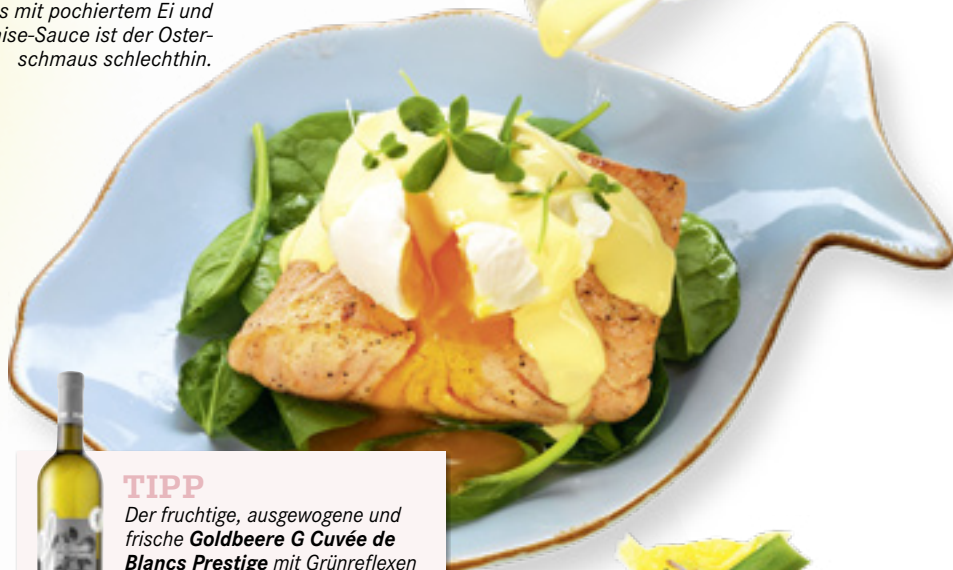 s mit pochiertem Ei und
ise-Sauce ist der Oster-
schmaus schlechthin.
TIPP
Der fruchtige, ausgewogene und
frische Goldbeere G Cuvée de
Blancs Prestige mit Grünreflexen